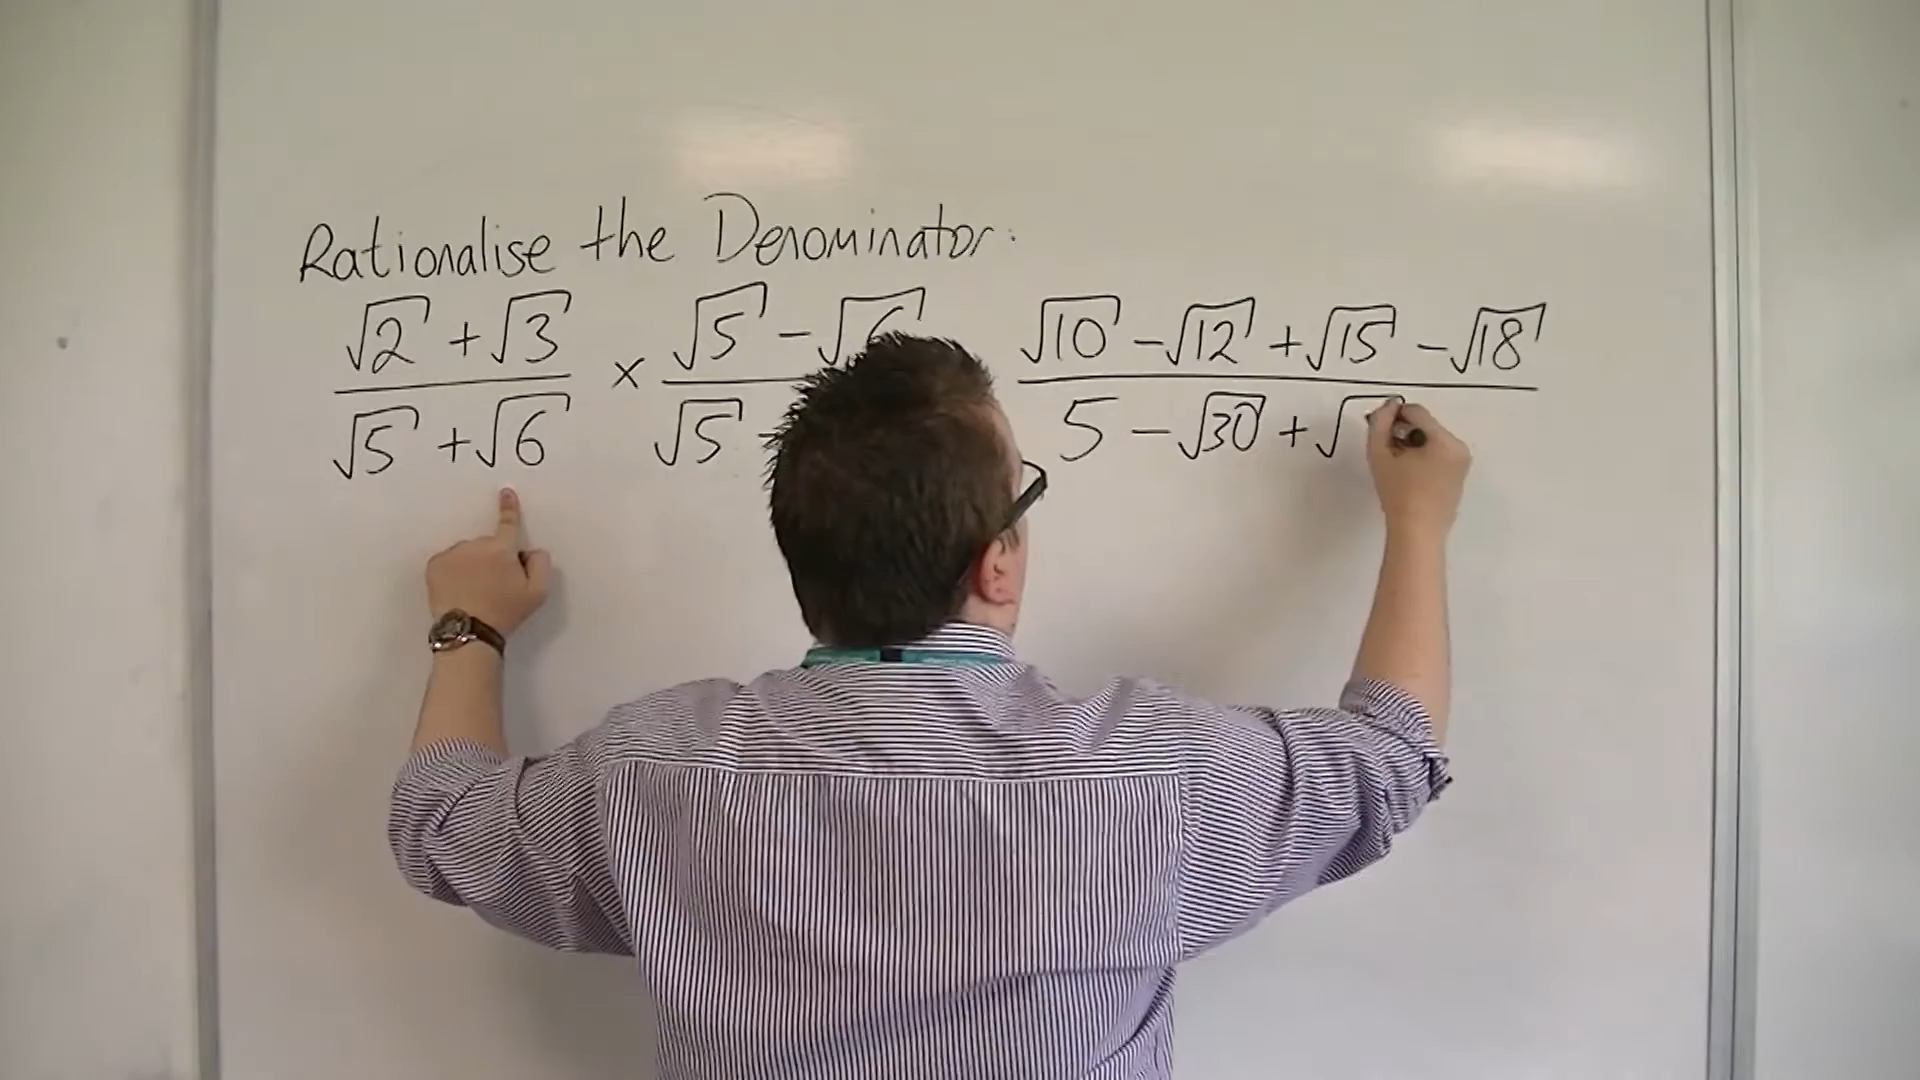 Rationalise the Denominator.
√2 + √3 × √5 − √6 √10 − √12 + √15 − √18
√5 + √6 √5 − 5 − √30 + √